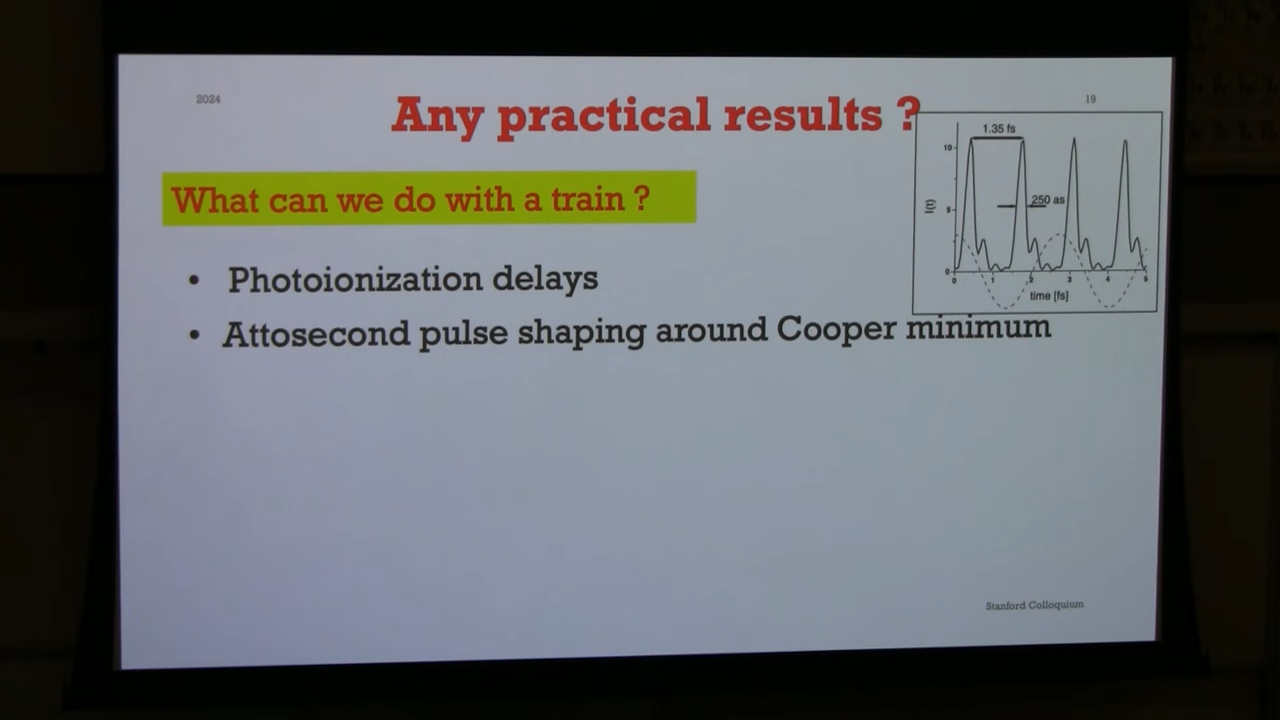 2024
19
Any practical results ?
What can we do with a train ?
• Photoionization delays
• Attosecond pulse shaping around Cooper minimum
1.35 fs
10
I(t)
250 as
5
0
0 1 2 3 4 5
time [fs]
Stanford Colloquium